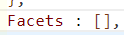 },
Facets : [],